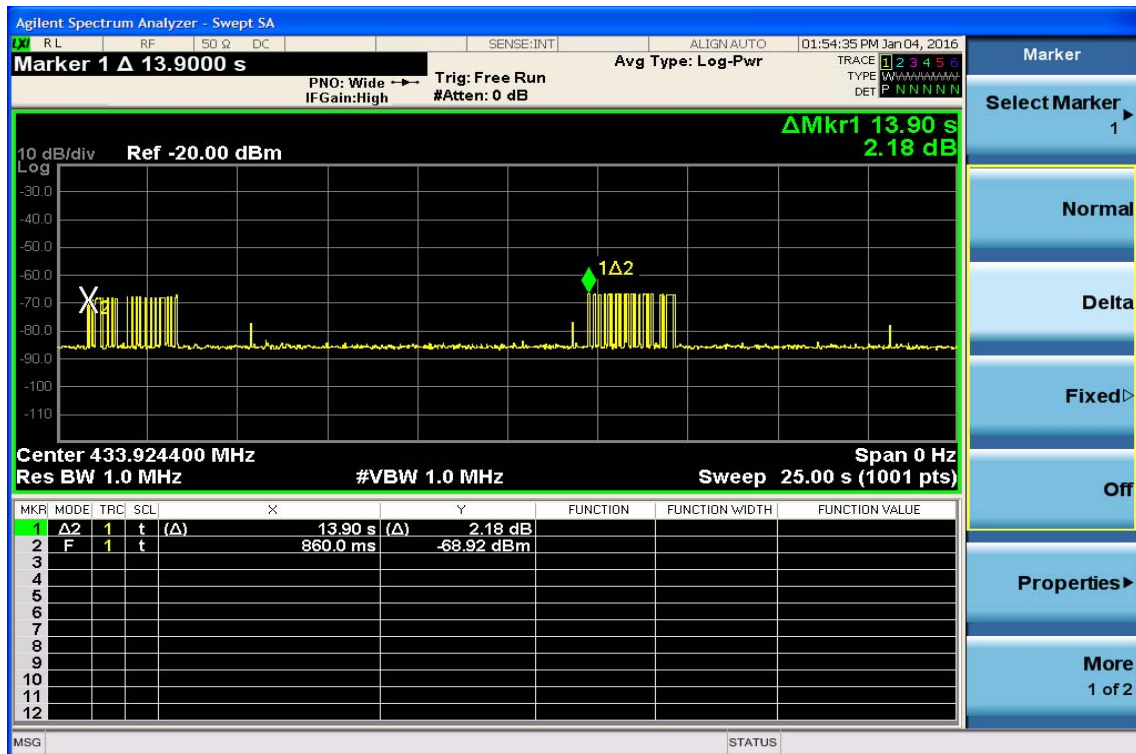 Agilent Spectrum Analyzer - Swept SA
LXI RL RF 50 Ω DC SENSE:INT ALIGN AUTO 01:54:35 PM Jan 04, 2016
Marker 1 Δ 13.9000 s
PNO: Wide
IFGain:High
Trig: Free Run
#Atten: 0 dB
Avg Type: Log-Pwr
TRACE 1 2 3 4 5 6
TYPE W
DET P N N N N N
ΔMkr1 13.90 s
2.18 dB
10 dB/div Ref -20.00 dBm
Log
-30.0
-40.0
-50.0
-60.0
-70.0
-80.0
-90.0
-100
-110
1Δ2
X2
Center 433.924400 MHz Span 0 Hz
Res BW 1.0 MHz #VBW 1.0 MHz Sweep 25.00 s (1001 pts)
MKR MODE TRC SCL X Y FUNCTION FUNCTION WIDTH FUNCTION VALUE
1 Δ2 1 t (Δ) 13.90 s (Δ) 2.18 dB
2 F 1 t 860.0 ms -68.92 dBm
3
4
5
6
7
8
9
10
11
12
MSG STATUS
Marker
Select Marker
1
Normal
Delta
Fixed
Off
Properties
More
1 of 2